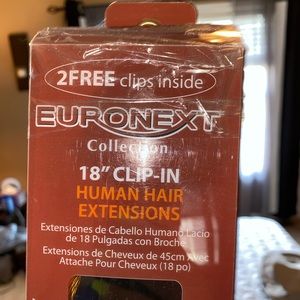 2FREE clips inside
EURONEXT
Collection
18" CLIP-IN
HUMAN HAIR
EXTENSIONS
Extensiones de Cabello Humano Lacio
de 18 Pulgadas con Broche
Extensions de Cheveux de 45cm Avec
Attache Pour Cheveux (18 po)